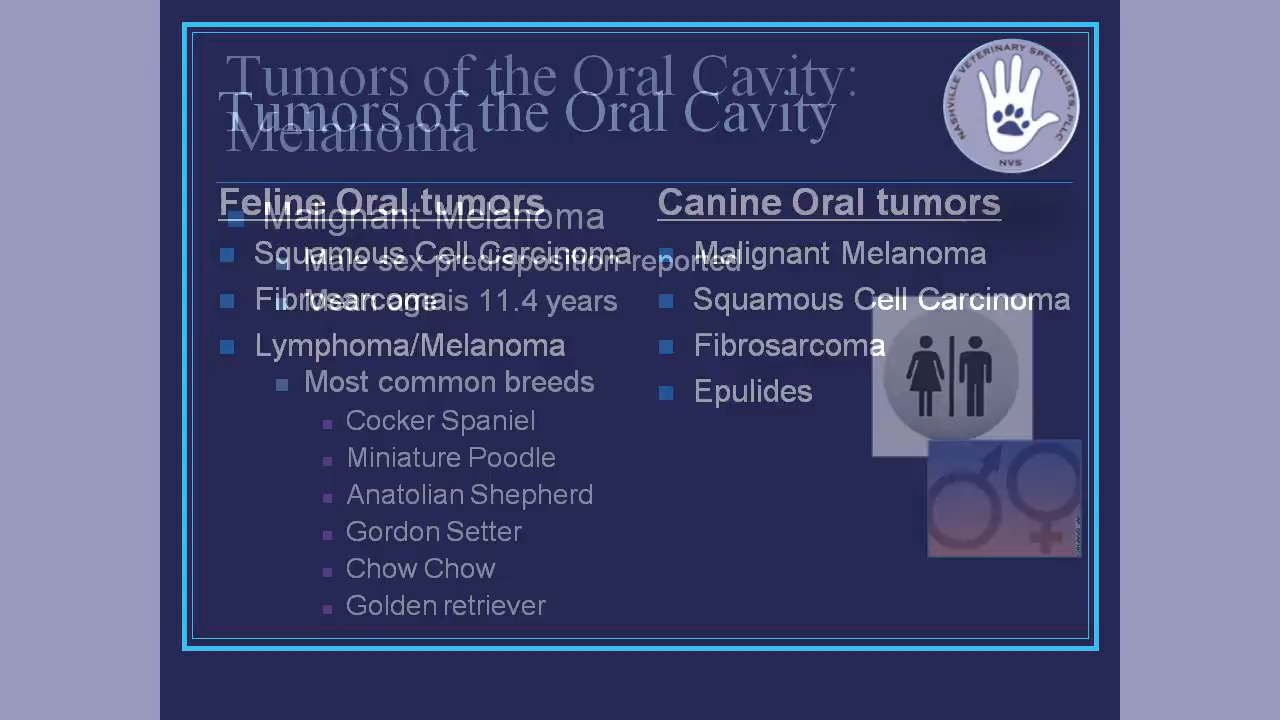 Tumors of the Oral Cavity:
Melanoma
Tumors of the Oral Cavity
NASHVILLE VETERINARY SPECIALISTS, PLLC
NVS
Feline Oral tumors
Squamous Cell Carcinoma
Fibrosarcoma
Lymphoma/Melanoma
Canine Oral tumors
Malignant Melanoma
Squamous Cell Carcinoma
Fibrosarcoma
Epulides
Malignant Melanoma
Male sex predisposition reported
Mean age is 11.4 years
Most common breeds
Cocker Spaniel
Miniature Poodle
Anatolian Shepherd
Gordon Setter
Chow Chow
Golden retriever